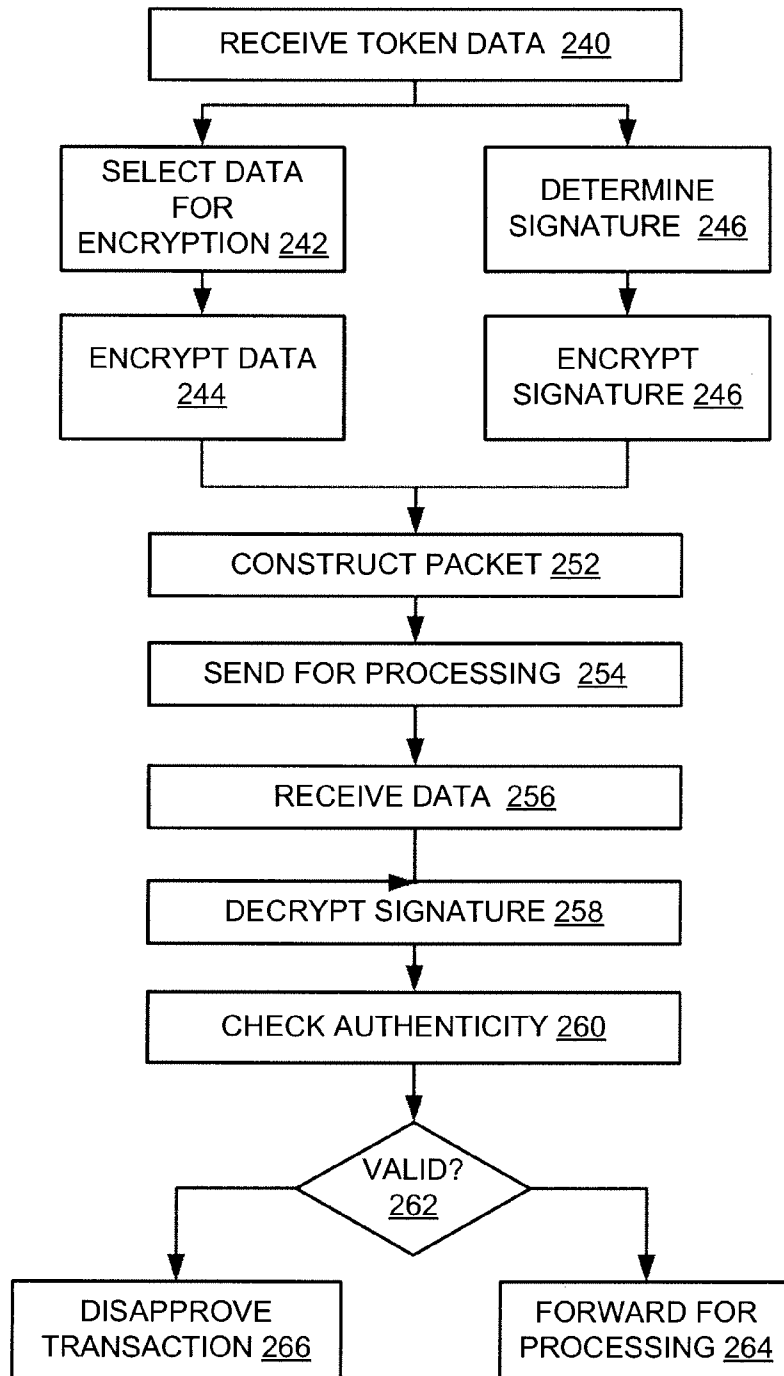 RECEIVE TOKEN DATA 240
SELECT DATA
FOR
ENCRYPTION 242
DETERMINE
SIGNATURE 246
ENCRYPT DATA
244
ENCRYPT
SIGNATURE 246
CONSTRUCT PACKET 252
SEND FOR PROCESSING 254
RECEIVE DATA 256
DECRYPT SIGNATURE 258
CHECK AUTHENTICITY 260
VALID?
262
DISAPPROVE
TRANSACTION 266
FORWARD FOR
PROCESSING 264